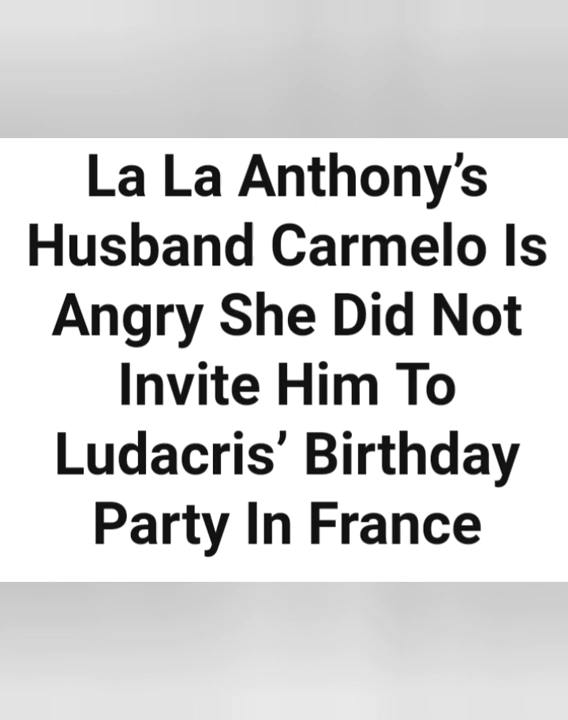 La La Anthony’s
Husband Carmelo Is
Angry She Did Not
Invite Him To
Ludacris’ Birthday
Party In France